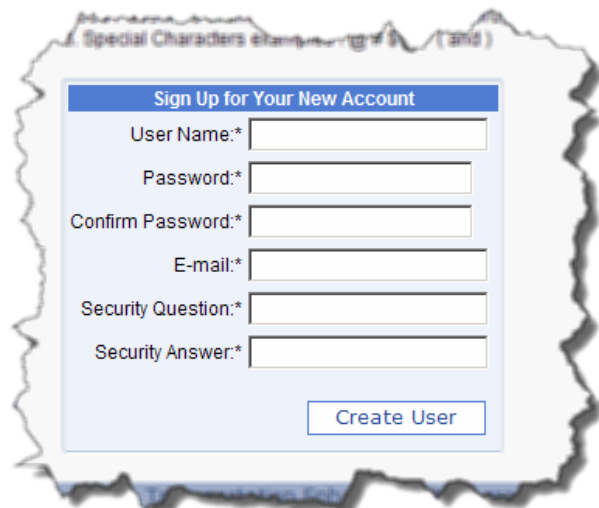 . Special Characters
( and )
Sign Up for Your New Account
User Name:*
Password:*
Confirm Password:*
E-mail:*
Security Question:*
Security Answer:*
Create User